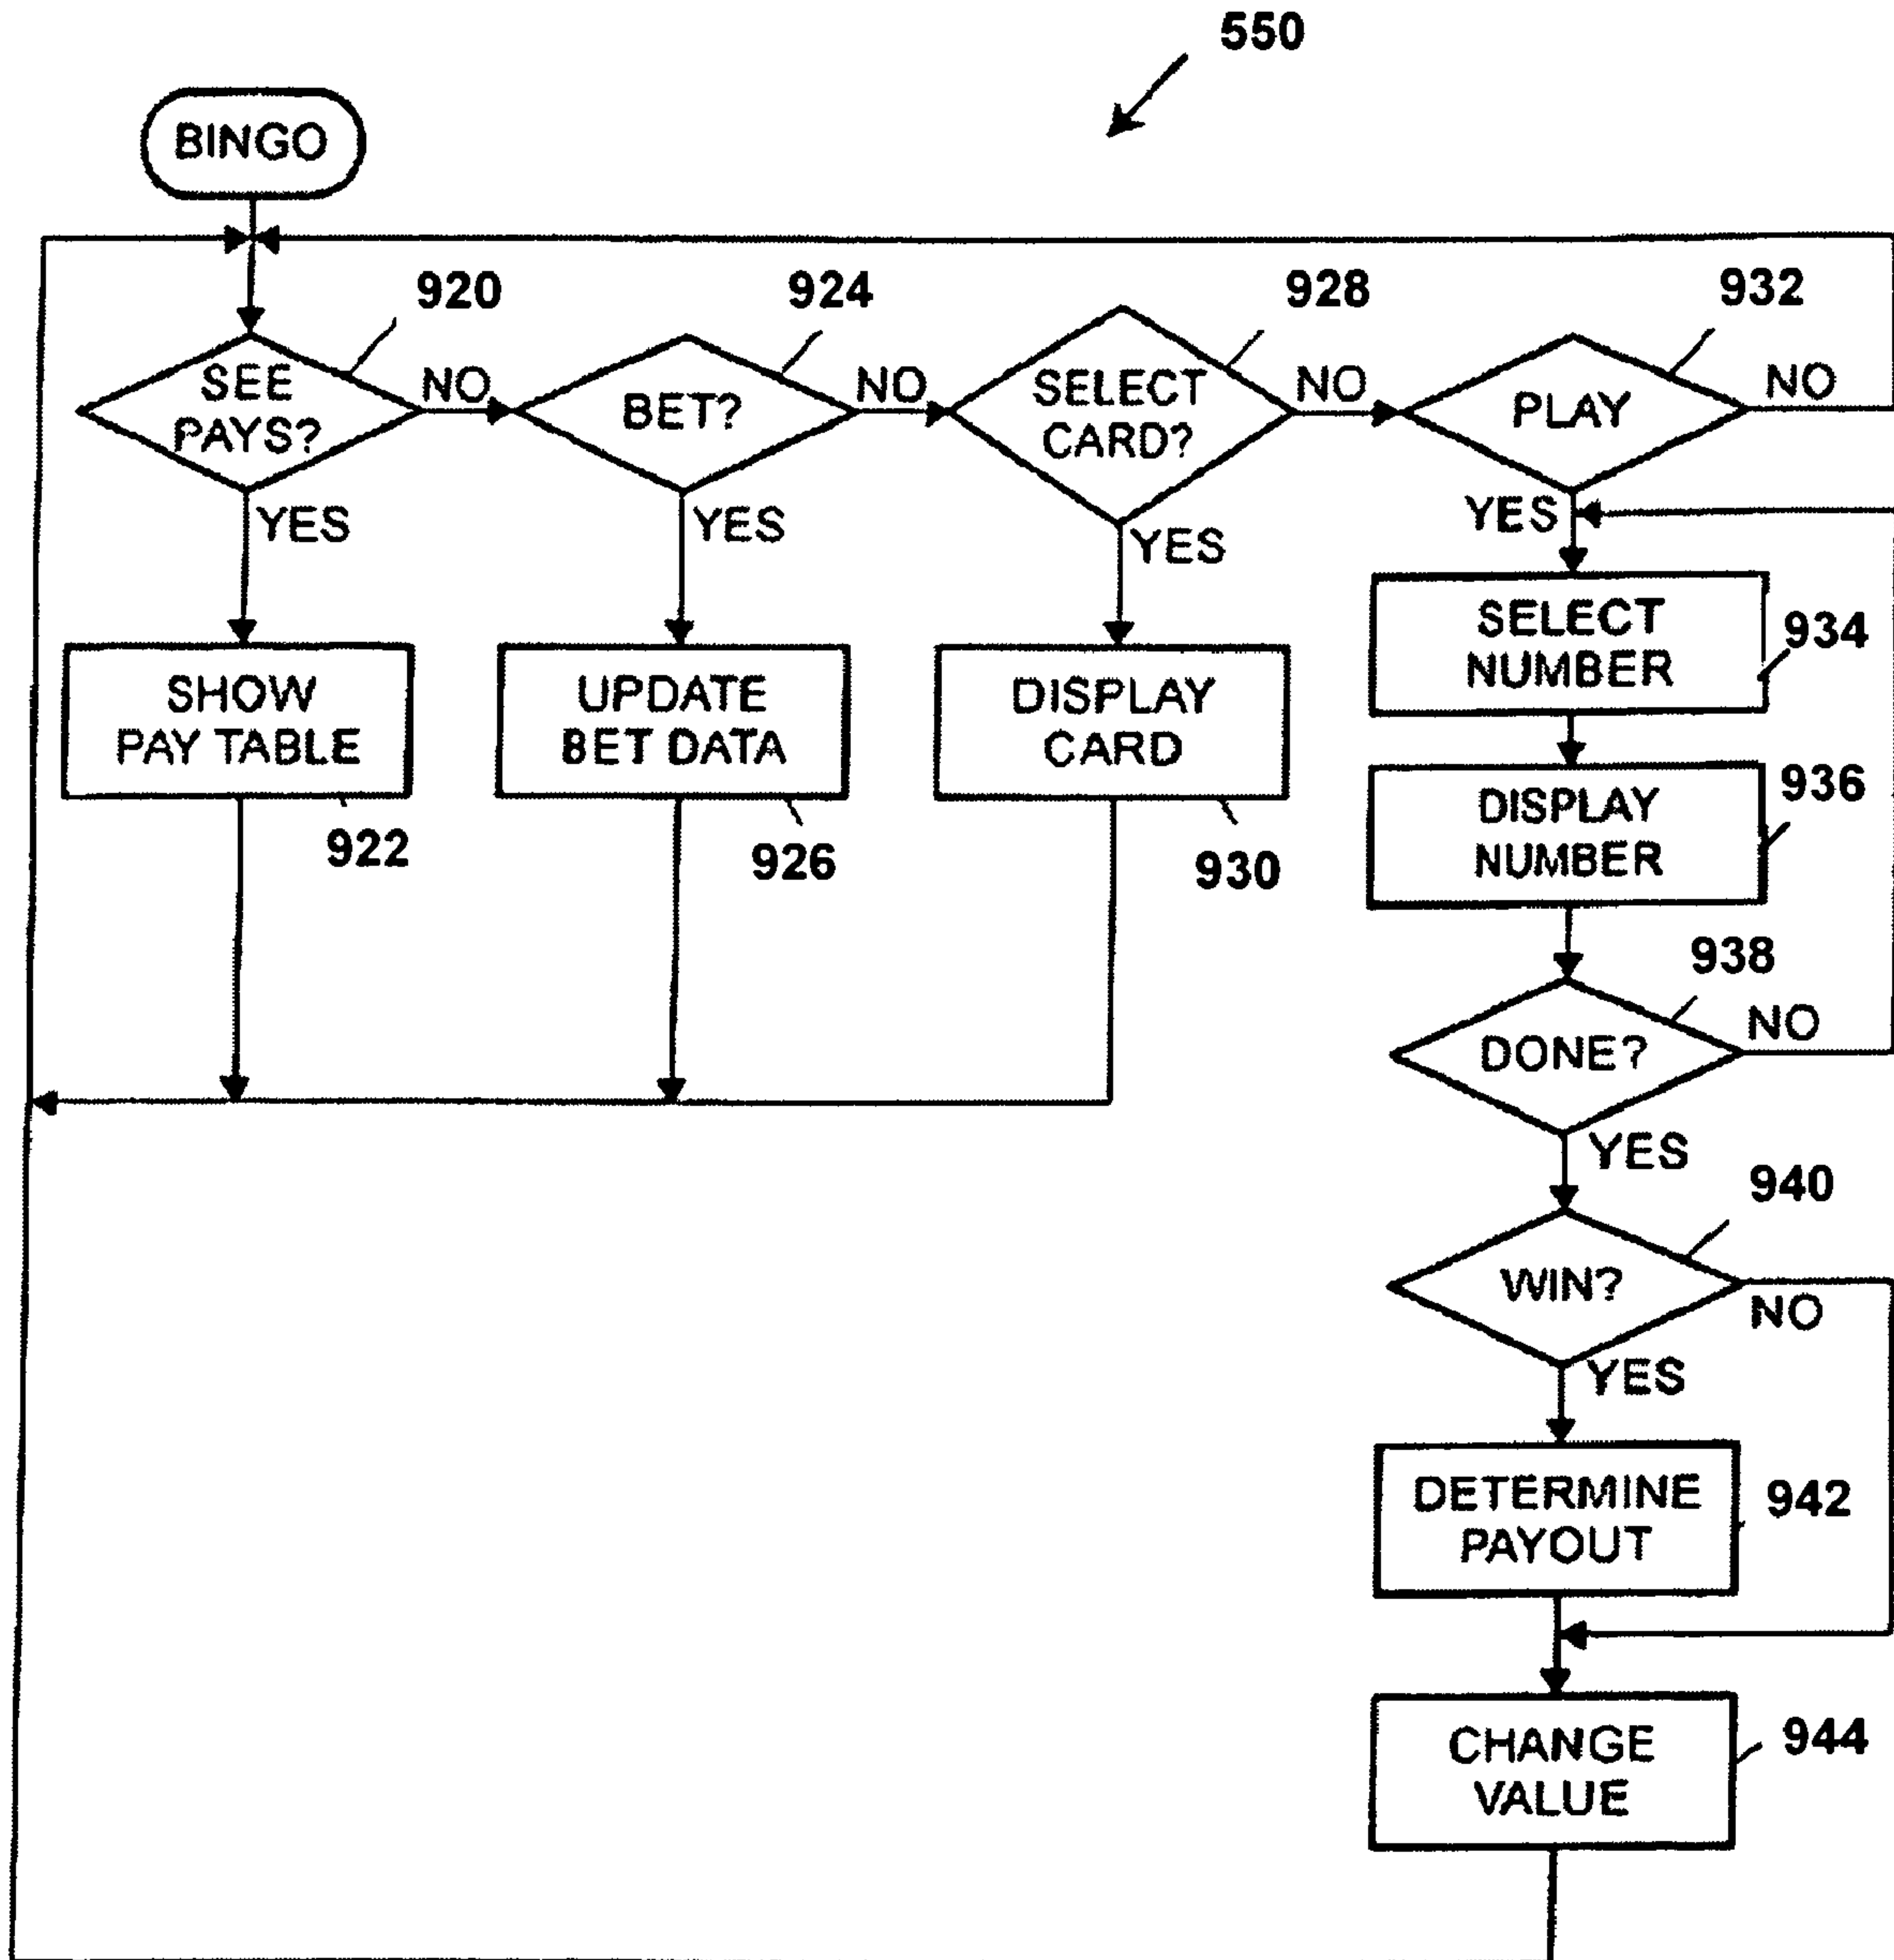 550
BINGO
920
924
928
932
SEE
PAYS?
NO
BET?
NO
SELECT
CARD?
NO
PLAY
NO
YES
YES
YES
YES
SHOW
PAY TABLE
922
UPDATE
BET DATA
926
DISPLAY
CARD
930
SELECT
NUMBER
934
DISPLAY
NUMBER
936
938
DONE?
NO
YES
940
WIN?
NO
YES
DETERMINE
PAYOUT
942
CHANGE
VALUE
944